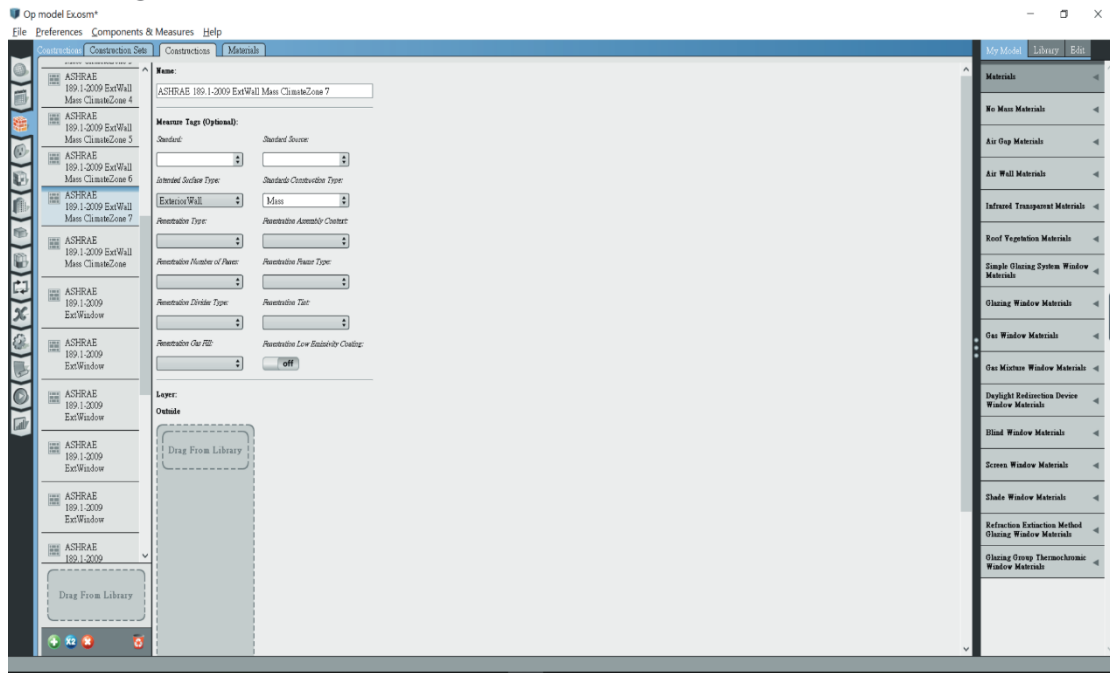 Op model Ex.osm*
File Preferences Components & Measures Help
Constructions Construction Sets Constructions Materials
My Model Library Edit
ASHRAE
189.1-2009 ExtWall
Mass ClimateZone 4
ASHRAE
189.1-2009 ExtWall
Mass ClimateZone 5
ASHRAE
189.1-2009 ExtWall
Mass ClimateZone 6
ASHRAE
189.1-2009 ExtWall
Mass ClimateZone 7
ASHRAE
189.1-2009 ExtWall
Mass ClimateZone
ASHRAE
189.1-2009
ExtWindow
ASHRAE
189.1-2009
ExtWindow
ASHRAE
189.1-2009
ExtWindow
ASHRAE
189.1-2009
ExtWindow
ASHRAE
189.1-2009
ExtWindow
ASHRAE
189.1-2009
Drag From Library
X2
Name:
ASHRAE 189.1-2009 ExtWall Mass ClimateZone 7
Measure Tags (Optional):
Standard: Standard Source:
Intended Surface Type: Standards Construction Type:
ExteriorWall Mass
Fenestration Type: Fenestration Assembly Context:
Fenestration Number of Panes: Fenestration Frame Type:
Fenestration Divider Type: Fenestration Tint:
Fenestration Gas Fill: Fenestration Low Emissivity Coating:
off
Layer:
Outside
Drag From Library
Materials
No Mass Materials
Air Gap Materials
Air Wall Materials
Infrared Transparent Materials
Roof Vegetation Materials
Simple Glazing System Window
Materials
Glazing Window Materials
Gas Window Materials
Gas Mixture Window Materials
Daylight Redirection Device
Window Materials
Blind Window Materials
Screen Window Materials
Shade Window Materials
Refraction Extinction Method
Glazing Window Materials
Glazing Group Thermochromic
Window Materials